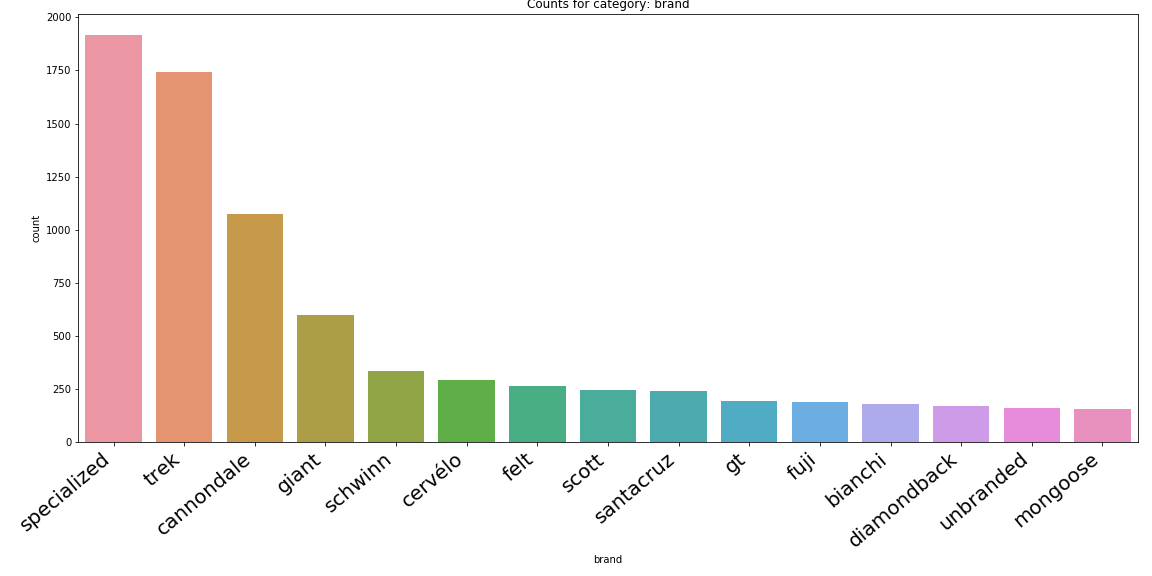 Counts for category: brand
2000
1750
1500
1250
1000
750
500
250
0
count
specialized
trek
cannondale
giant
schwinn
cervélo
felt
scott
santacruz
gt
fuji
bianchi
diamondback
unbranded
mongoose
brand